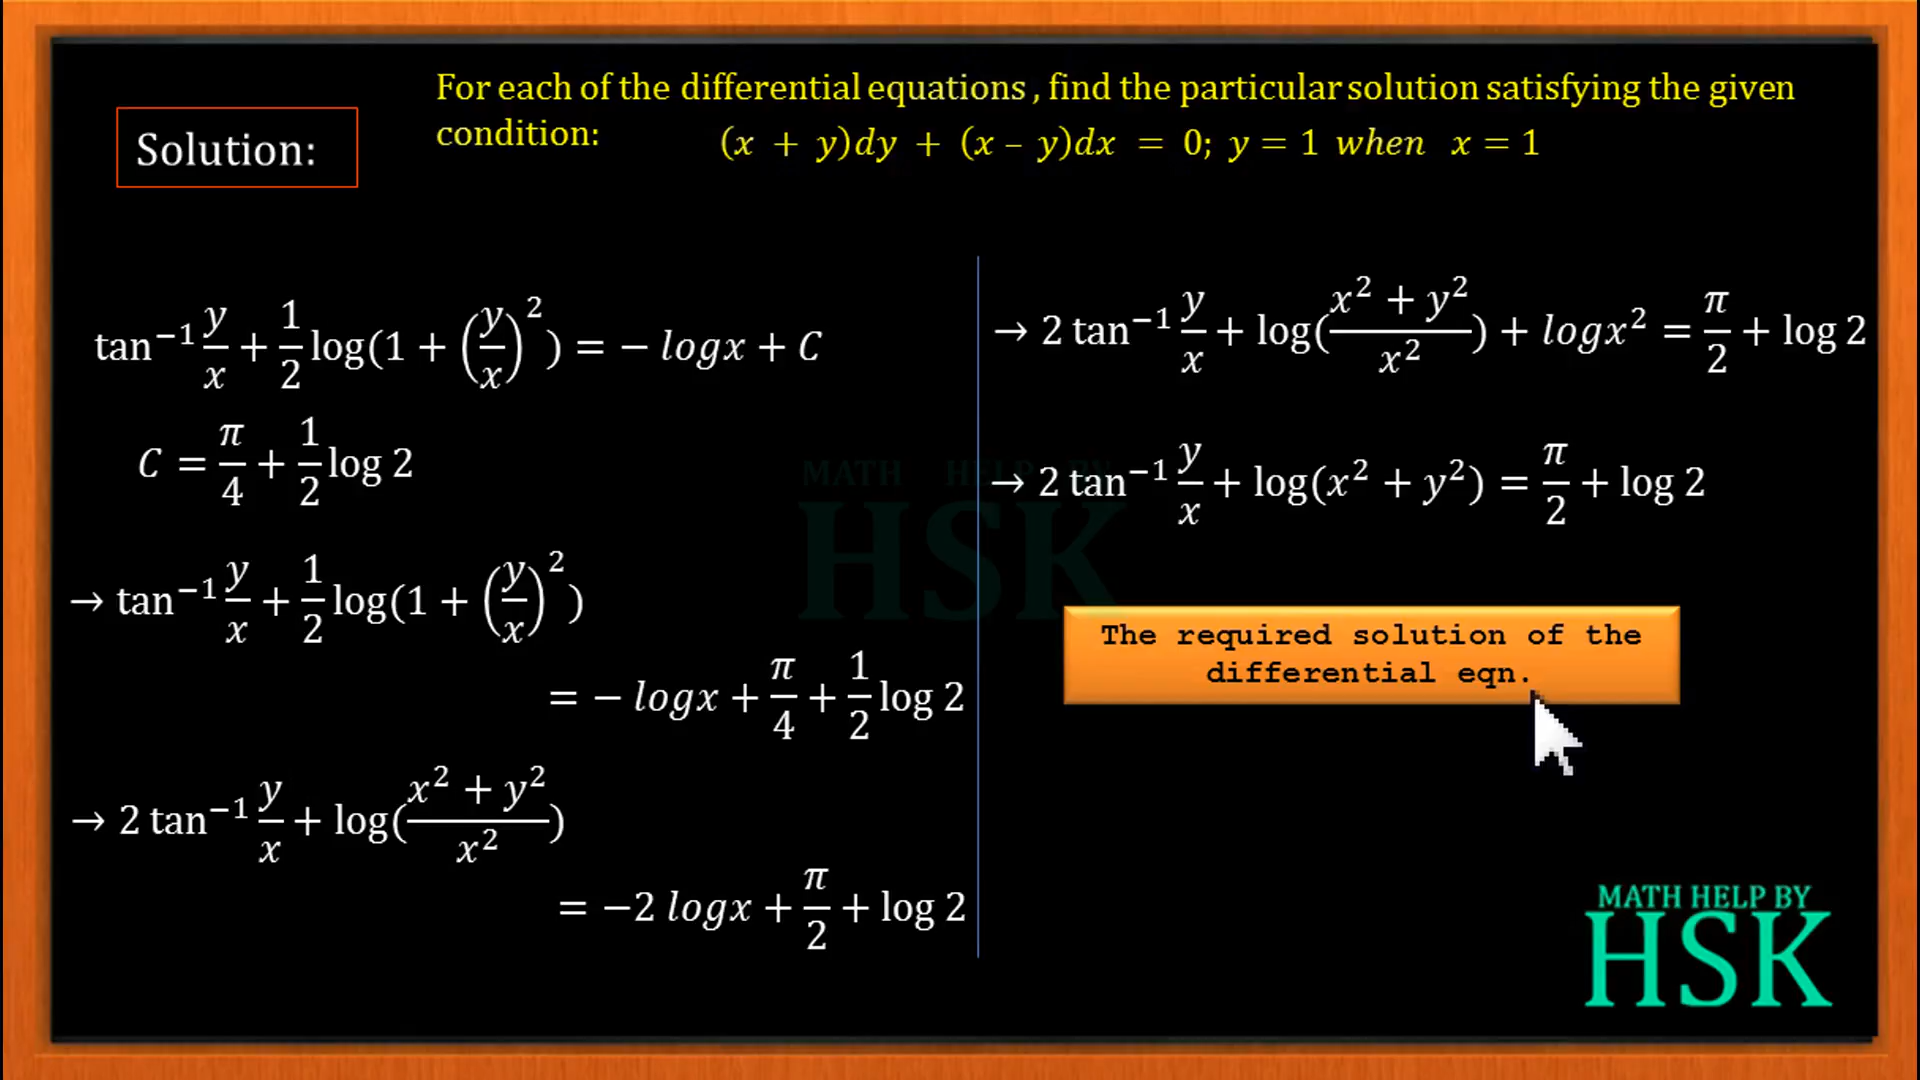 For each of the differential equations , find the particular solution satisfying the given
condition: (x + y)dy + (x – y)dx = 0; y = 1 when x = 1
Solution:
tan⁻¹ y/x + 1/2 log(1 + (y/x)²) = − logx + C
C = π/4 + 1/2 log 2
→ tan⁻¹ y/x + 1/2 log(1 + (y/x)²)
= − logx + π/4 + 1/2 log 2
→ 2 tan⁻¹ y/x + log((x² + y²)/x²)
= −2 logx + π/2 + log 2
→ 2 tan⁻¹ y/x + log((x² + y²)/x²) + logx² = π/2 + log 2
→ 2 tan⁻¹ y/x + log(x² + y²) = π/2 + log 2
The required solution of the
differential eqn.
MATH HELP BY
HSK
MATH HELP BY
HSK